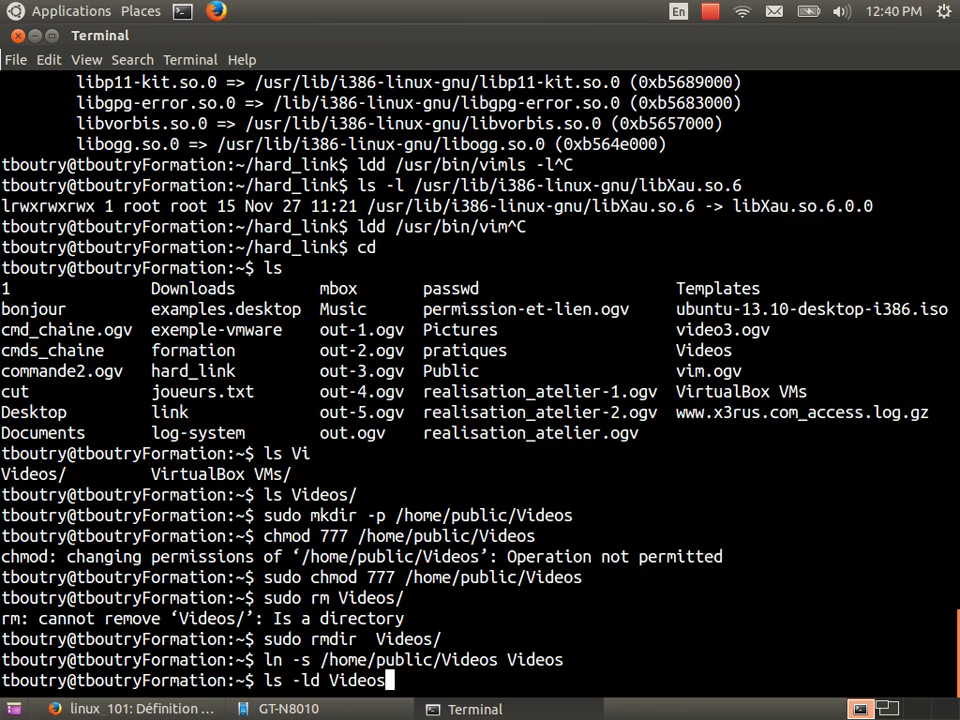 Applications Places En 12:40 PM
Terminal
File Edit View Search Terminal Help
libp11-kit.so.0 => /usr/lib/i386-linux-gnu/libp11-kit.so.0 (0xb5689000)
libgpg-error.so.0 => /lib/i386-linux-gnu/libgpg-error.so.0 (0xb5683000)
libvorbis.so.0 => /usr/lib/i386-linux-gnu/libvorbis.so.0 (0xb5657000)
libogg.so.0 => /usr/lib/i386-linux-gnu/libogg.so.0 (0xb564e000)
tboutry@tboutryFormation:~/hard_link$ ldd /usr/bin/vimls -l^C
tboutry@tboutryFormation:~/hard_link$ ls -l /usr/lib/i386-linux-gnu/libXau.so.6
lrwxrwxrwx 1 root root 15 Nov 27 11:21 /usr/lib/i386-linux-gnu/libXau.so.6 -> libXau.so.6.0.0
tboutry@tboutryFormation:~/hard_link$ ldd /usr/bin/vim^C
tboutry@tboutryFormation:~/hard_link$ cd
tboutry@tboutryFormation:~$ ls
1 Downloads mbox passwd Templates
bonjour examples.desktop Music permission-et-lien.ogv ubuntu-13.10-desktop-i386.iso
cmd_chaine.ogv exemple-vmware out-1.ogv Pictures video3.ogv
cmds_chaine formation out-2.ogv pratiques Videos
commande2.ogv hard_link out-3.ogv Public vim.ogv
cut joueurs.txt out-4.ogv realisation_atelier-1.ogv VirtualBox VMs
Desktop link out-5.ogv realisation_atelier-2.ogv www.x3rus.com_access.log.gz
Documents log-system out.ogv realisation_atelier.ogv
tboutry@tboutryFormation:~$ ls Vi
Videos/ VirtualBox VMs/
tboutry@tboutryFormation:~$ ls Videos/
tboutry@tboutryFormation:~$ sudo mkdir -p /home/public/Videos
tboutry@tboutryFormation:~$ chmod 777 /home/public/Videos
chmod: changing permissions of ‘/home/public/Videos’: Operation not permitted
tboutry@tboutryFormation:~$ sudo chmod 777 /home/public/Videos
tboutry@tboutryFormation:~$ sudo rm Videos/
rm: cannot remove ‘Videos/’: Is a directory
tboutry@tboutryFormation:~$ sudo rmdir  Videos/
tboutry@tboutryFormation:~$ ln -s /home/public/Videos Videos
tboutry@tboutryFormation:~$ ls -ld Videos
linux_101: Définition ... GT-N8010 Terminal